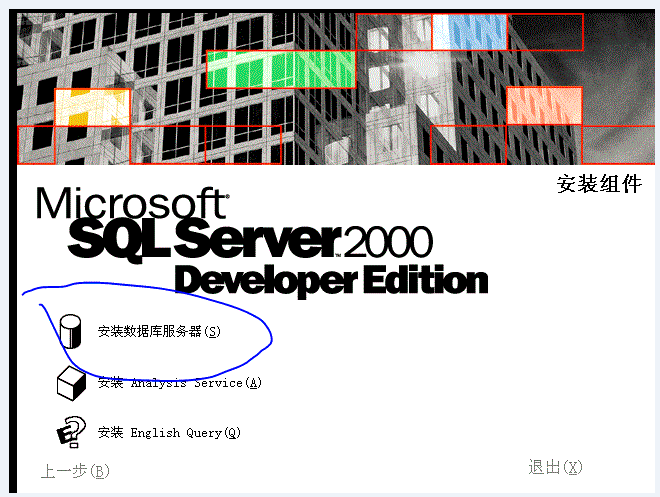 安装组件
Microsoft®
SQL Server™ 2000
Developer Edition
安装数据库服务器(S)
安装 Analysis Service(A)
安装 English Query(Q)
上一步(B)
退出(X)